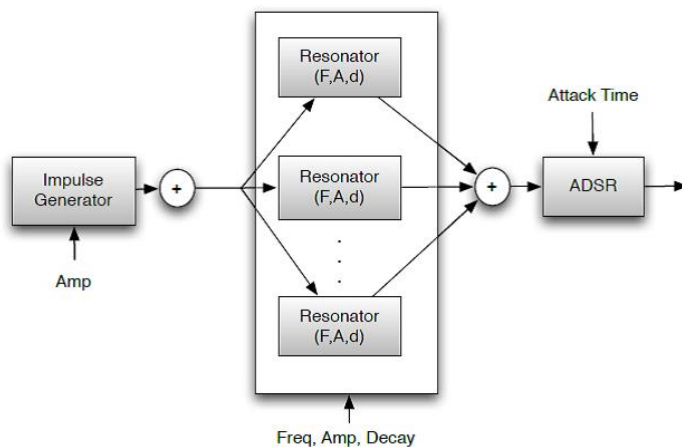 Resonator
(F,A,d)
Attack Time
Impulse
Generator
+
Resonator
(F,A,d)
+
ADSR
Amp
.
.
.
Resonator
(F,A,d)
Freq, Amp, Decay